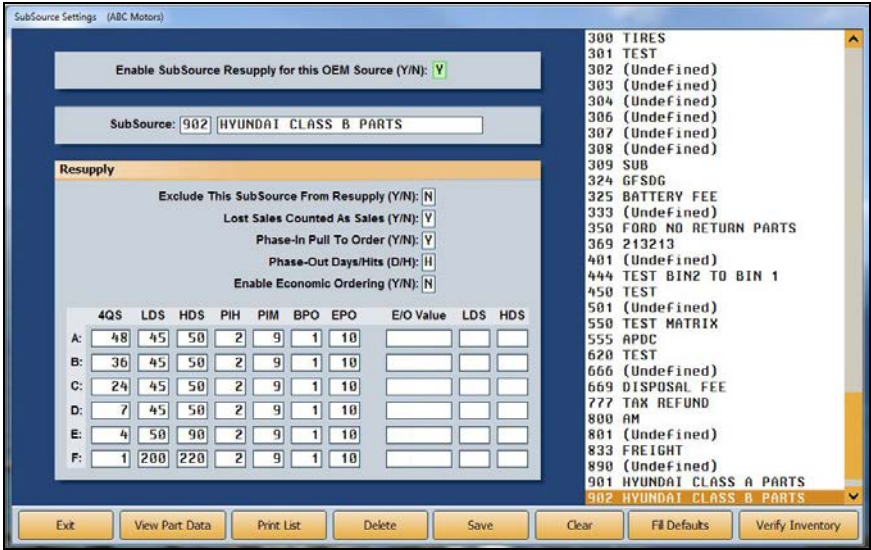 SubSource Settings (ABC Motors)
Enable SubSource Resupply for this OEM Source (Y/N): Y
SubSource: 902 HYUNDAI CLASS B PARTS
Resupply
Exclude This SubSource From Resupply (Y/N): N
Lost Sales Counted As Sales (Y/N): Y
Phase-In Pull To Order (Y/N): Y
Phase-Out Days/Hits (D/H): H
Enable Economic Ordering (Y/N): N
4QS LDS HDS PIH PIM BPO EPO E/O Value LDS HDS
A: 48 45 50 2 9 1 10
B: 36 45 50 2 9 1 10
C: 24 45 50 2 9 1 10
D: 7 45 50 2 9 1 10
E: 4 50 90 2 9 1 10
F: 1 200 220 2 9 1 10
300 TIRES
301 TEST
302 (Undefined)
303 (Undefined)
304 (Undefined)
306 (Undefined)
307 (Undefined)
308 (Undefined)
309 SUB
324 GFSDG
325 BATTERY FEE
333 (Undefined)
350 FORD NO RETURN PARTS
369 213213
401 (Undefined)
444 TEST BIN2 TO BIN 1
450 TEST
501 (Undefined)
550 TEST MATRIX
555 APDC
620 TEST
666 (Undefined)
669 DISPOSAL FEE
777 TAX REFUND
800 AM
801 (Undefined)
833 FREIGHT
890 (Undefined)
901 HYUNDAI CLASS A PARTS
902 HYUNDAI CLASS B PARTS
Exit View Part Data Print List Delete Save Clear Fill Defaults Verify Inventory